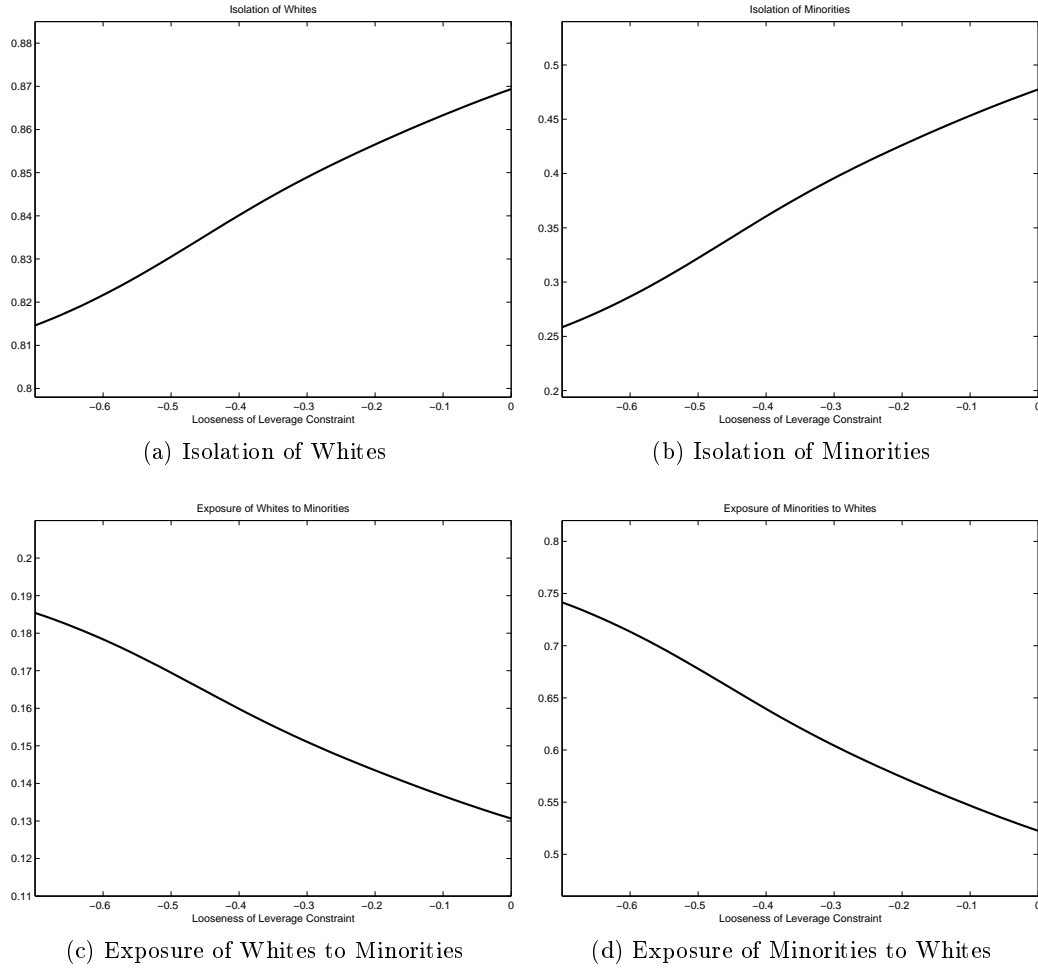 Isolation of Whites
0.88
0.87
0.86
0.85
0.84
0.83
0.82
0.81
0.8
−0.6 −0.5 −0.4 −0.3 −0.2 −0.1 0
Looseness of Leverage Constraint
(a) Isolation of Whites
Isolation of Minorities
0.5
0.45
0.4
0.35
0.3
0.25
0.2
−0.6 −0.5 −0.4 −0.3 −0.2 −0.1 0
Looseness of Leverage Constraint
(b) Isolation of Minorities
Exposure of Whites to Minorities
0.2
0.19
0.18
0.17
0.16
0.15
0.14
0.13
0.12
0.11
−0.6 −0.5 −0.4 −0.3 −0.2 −0.1 0
Looseness of Leverage Constraint
(c) Exposure of Whites to Minorities
Exposure of Minorities to Whites
0.8
0.75
0.7
0.65
0.6
0.55
0.5
−0.6 −0.5 −0.4 −0.3 −0.2 −0.1 0
Looseness of Leverage Constraint
(d) Exposure of Minorities to Whites